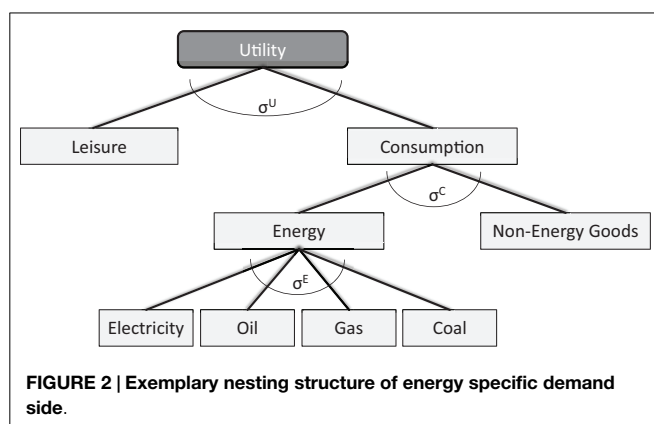 Utility
σᵁ
Leisure
Consumption
σᶜ
Energy
Non-Energy Goods
σᴱ
Electricity
Oil
Gas
Coal
FIGURE 2 | Exemplary nesting structure of energy specific demand
side.